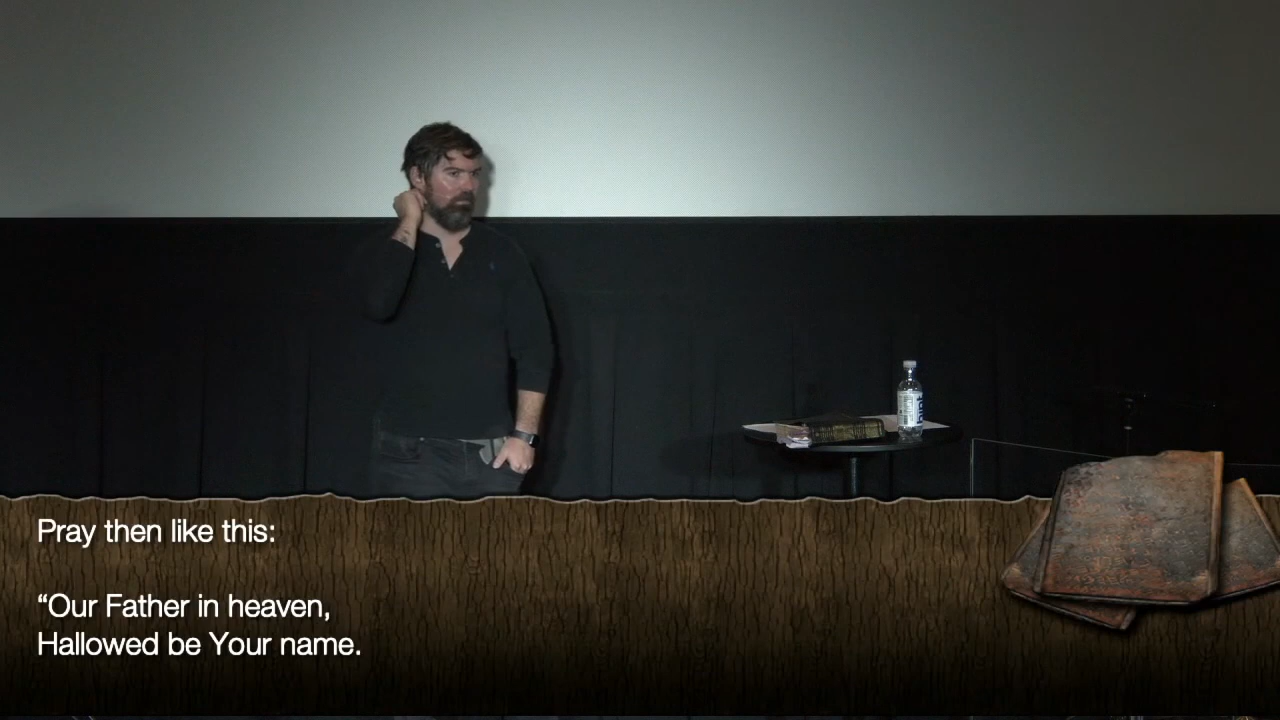 Pray then like this:
“Our Father in heaven,
Hallowed be Your name.